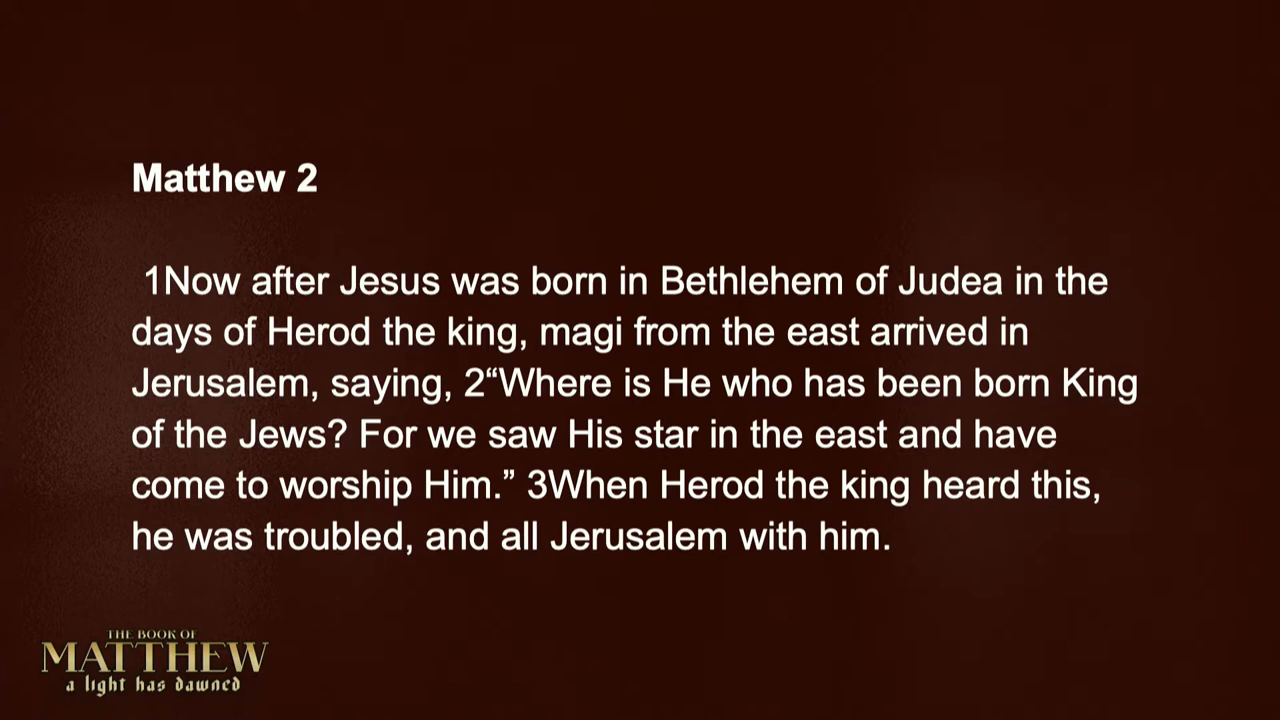 Matthew 2
1Now after Jesus was born in Bethlehem of Judea in the
days of Herod the king, magi from the east arrived in
Jerusalem, saying, 2“Where is He who has been born King
of the Jews? For we saw His star in the east and have
come to worship Him.” 3When Herod the king heard this,
he was troubled, and all Jerusalem with him.
THE BOOK OF
MATTHEW
a light has dawned